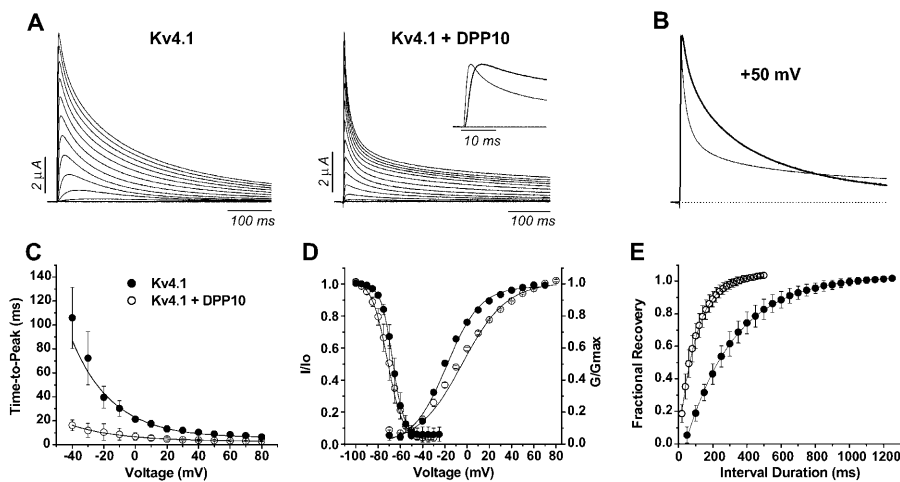 A
Kv4.1
2 µA
100 ms
Kv4.1 + DPP10
10 ms
2 µA
100 ms
B
+50 mV
C
Time-to-Peak (ms)
140
120
100
80
60
40
20
0
-40 -20 0 20 40 60 80
Voltage (mV)
Kv4.1
Kv4.1 + DPP10
D
I/Io
1.0
0.8
0.6
0.4
0.2
0.0
-100 -80 -60 -40 -20 0 20 40 60 80
Voltage (mV)
1.0
0.8
0.6
0.4
0.2
0.0
G/Gmax
E
Fractional Recovery
1.0
0.8
0.6
0.4
0.2
0.0
0 200 400 600 800 1000 1200
Interval Duration (ms)